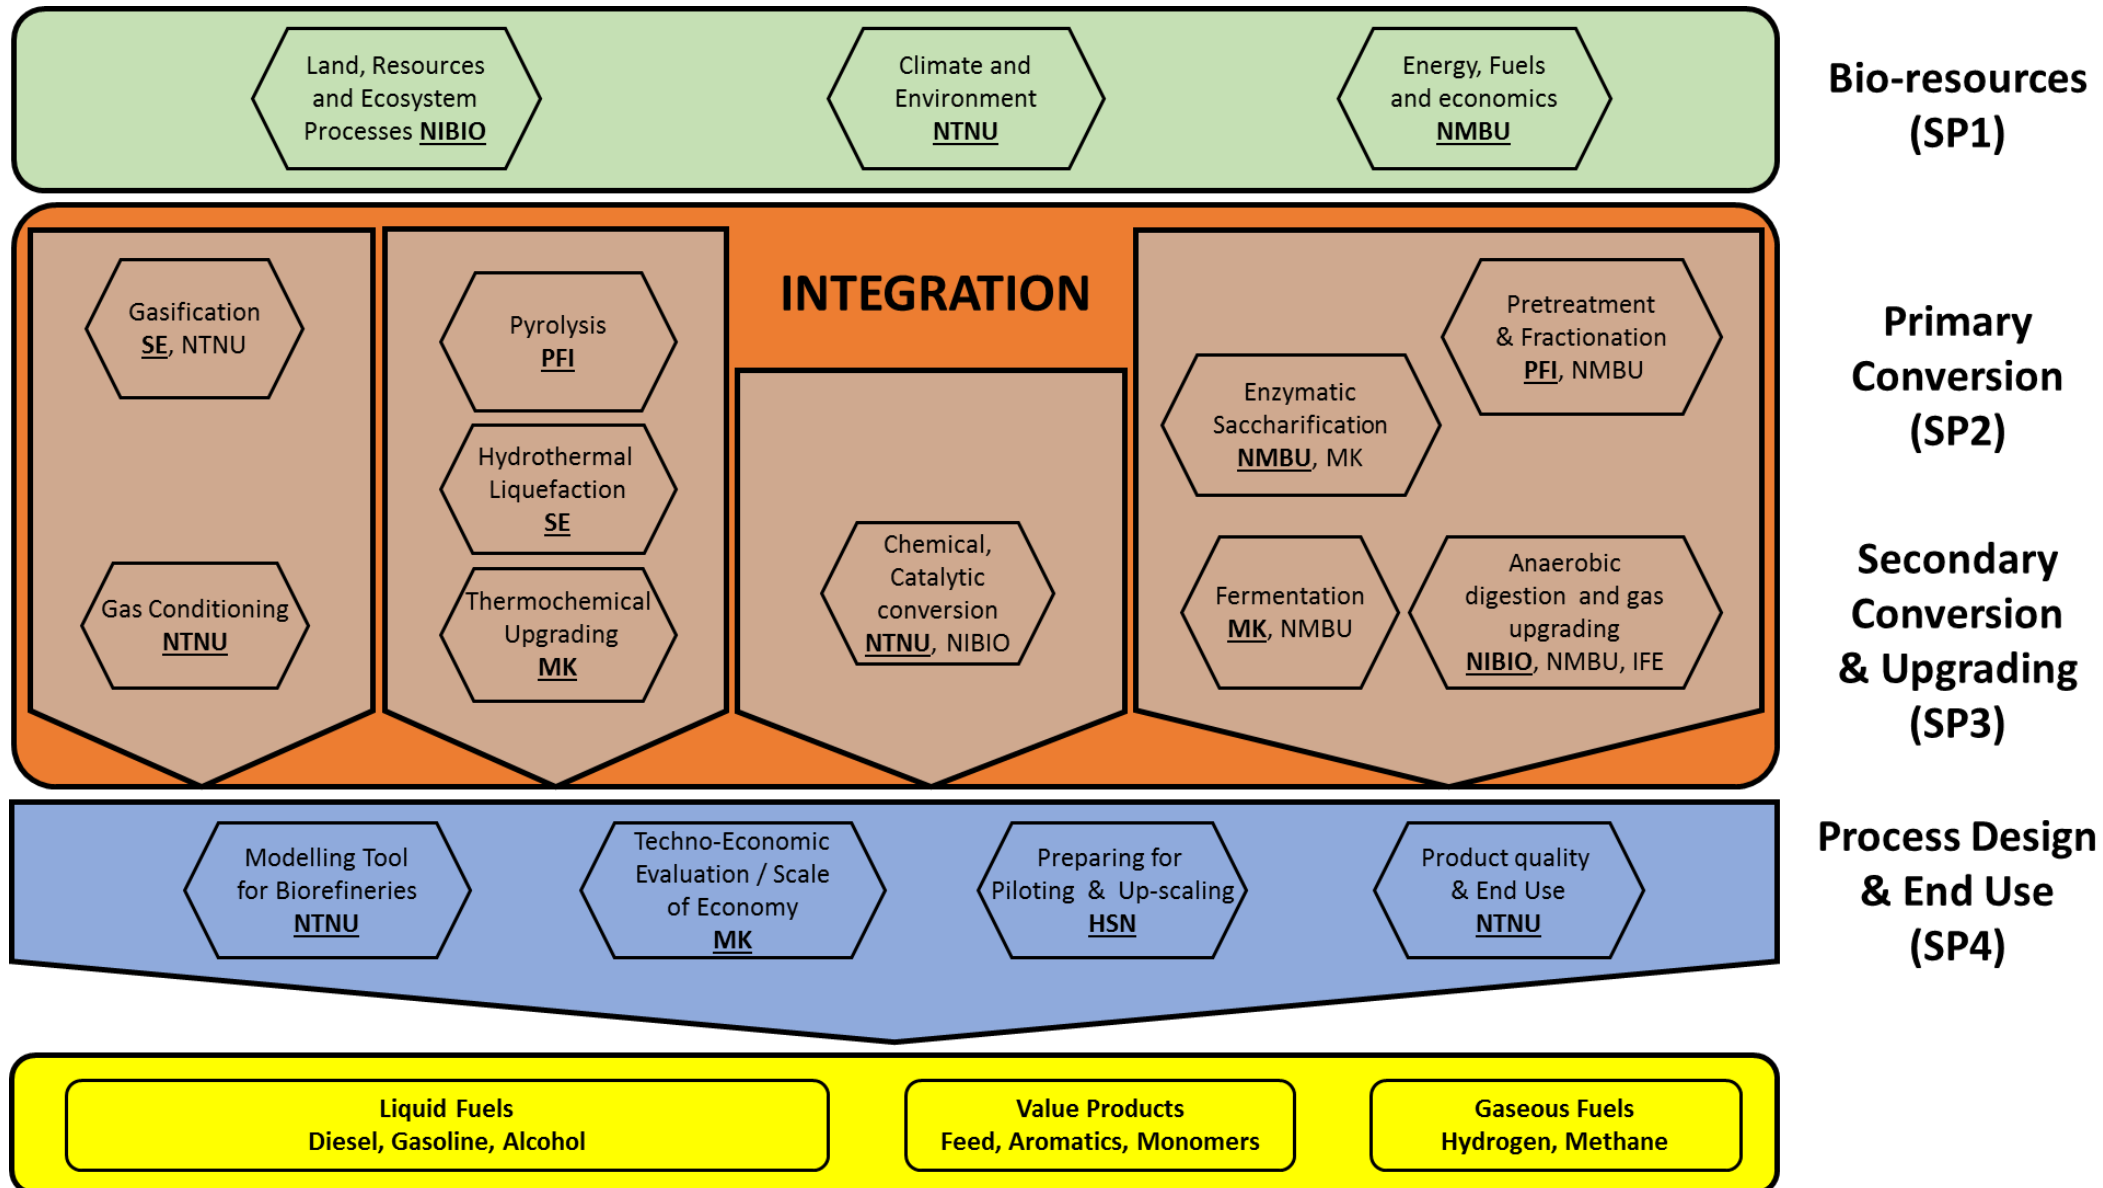 Land, Resources
and Ecosystem
Processes NIBIO
Climate and
Environment
NTNU
Energy, Fuels
and economics
NMBU
Bio-resources
(SP1)
INTEGRATION
Gasification
SE, NTNU
Gas Conditioning
NTNU
Pyrolysis
PFI
Hydrothermal
Liquefaction
SE
Thermochemical
Upgrading
MK
Chemical,
Catalytic
conversion
NTNU, NIBIO
Pretreatment
& Fractionation
PFI, NMBU
Enzymatic
Saccharification
NMBU, MK
Fermentation
MK, NMBU
Anaerobic
digestion and gas
upgrading
NIBIO, NMBU, IFE
Primary
Conversion
(SP2)
Secondary
Conversion
& Upgrading
(SP3)
Modelling Tool
for Biorefineries
NTNU
Techno-Economic
Evaluation / Scale
of Economy
MK
Preparing for
Piloting & Up-scaling
HSN
Product quality
& End Use
NTNU
Process Design
& End Use
(SP4)
Liquid Fuels
Diesel, Gasoline, Alcohol
Value Products
Feed, Aromatics, Monomers
Gaseous Fuels
Hydrogen, Methane